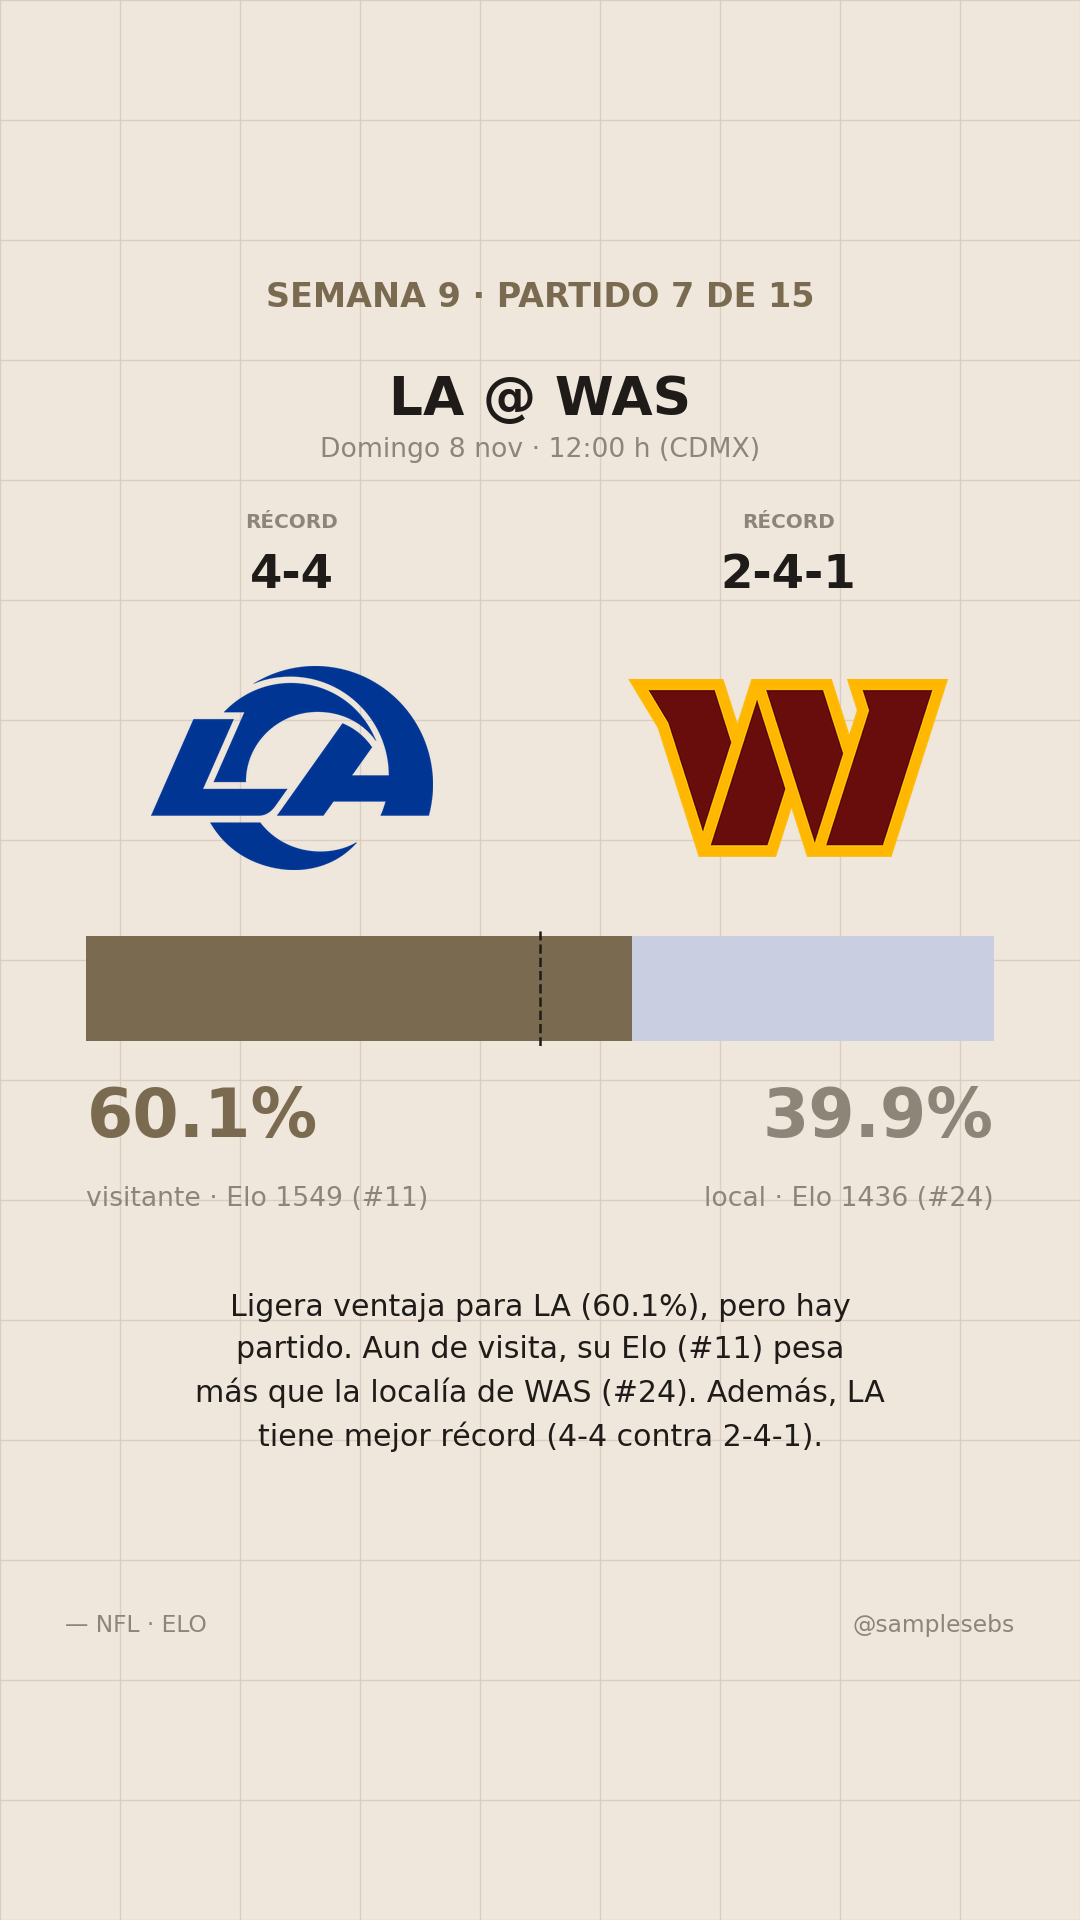 SEMANA 9 · PARTIDO 7 DE 15
LA @ WAS
Domingo 8 nov · 12:00 h (CDMX)
RÉCORD
4-4
RÉCORD
2-4-1
LA
W
60.1%
39.9%
visitante · Elo 1549 (#11)
local · Elo 1436 (#24)
Ligera ventaja para LA (60.1%), pero hay
partido. Aun de visita, su Elo (#11) pesa
más que la localía de WAS (#24). Además, LA
tiene mejor récord (4-4 contra 2-4-1).
— NFL · ELO
@samplesebs